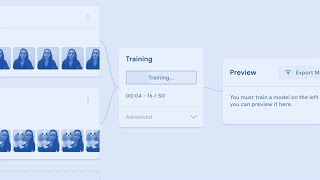 Training
Training...
00:04 - 16 / 50
Advanced
Preview
Export M
You must train a model on the left
you can preview it here.